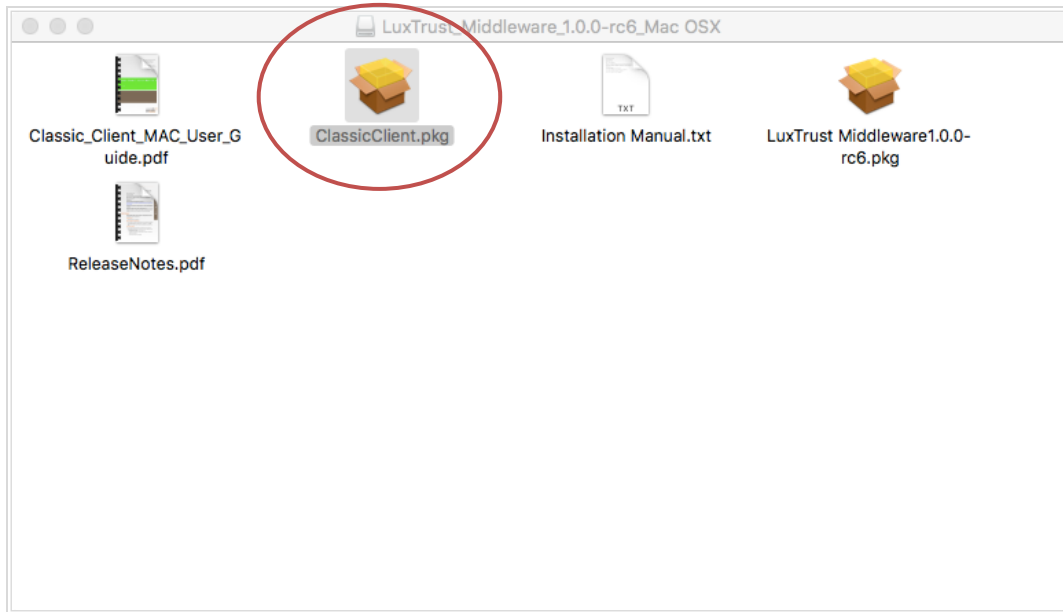 LuxTrust_Middleware_1.0.0-rc6_Mac OSX
Classic_Client_MAC_User_G
uide.pdf
ClassicClient.pkg
TXT
Installation Manual.txt
LuxTrust Middleware1.0.0-
rc6.pkg
ReleaseNotes.pdf